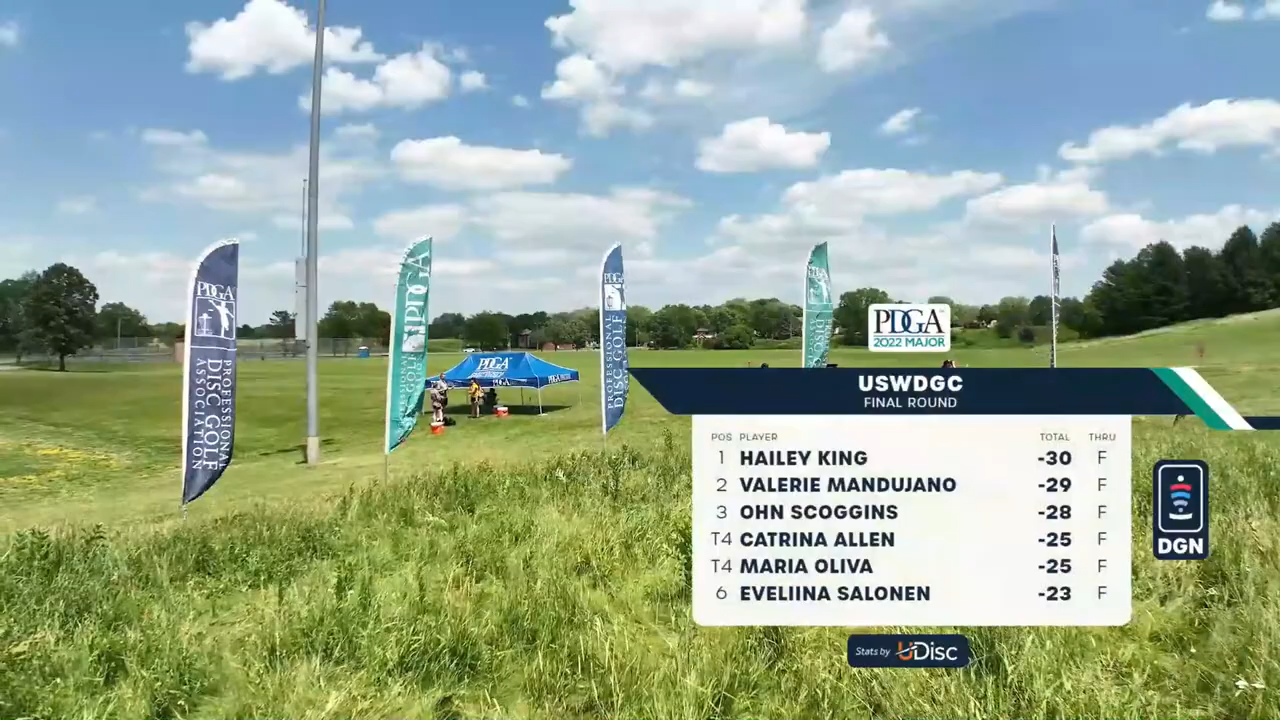 PDGA
PROFESSIONAL
DISC GOLF
ASSOCIATION
PDGA
PDGA
PROFESSIONAL
DISC GOLF
PDGA
PDGA
2022 MAJOR
USWDGC
FINAL ROUND
POS PLAYER TOTAL THRU
1 HAILEY KING -30 F
2 VALERIE MANDUJANO -29 F
3 OHN SCOGGINS -28 F
T4 CATRINA ALLEN -25 F
T4 MARIA OLIVA -25 F
6 EVELIINA SALONEN -23 F
DGN
Stats by UDisc